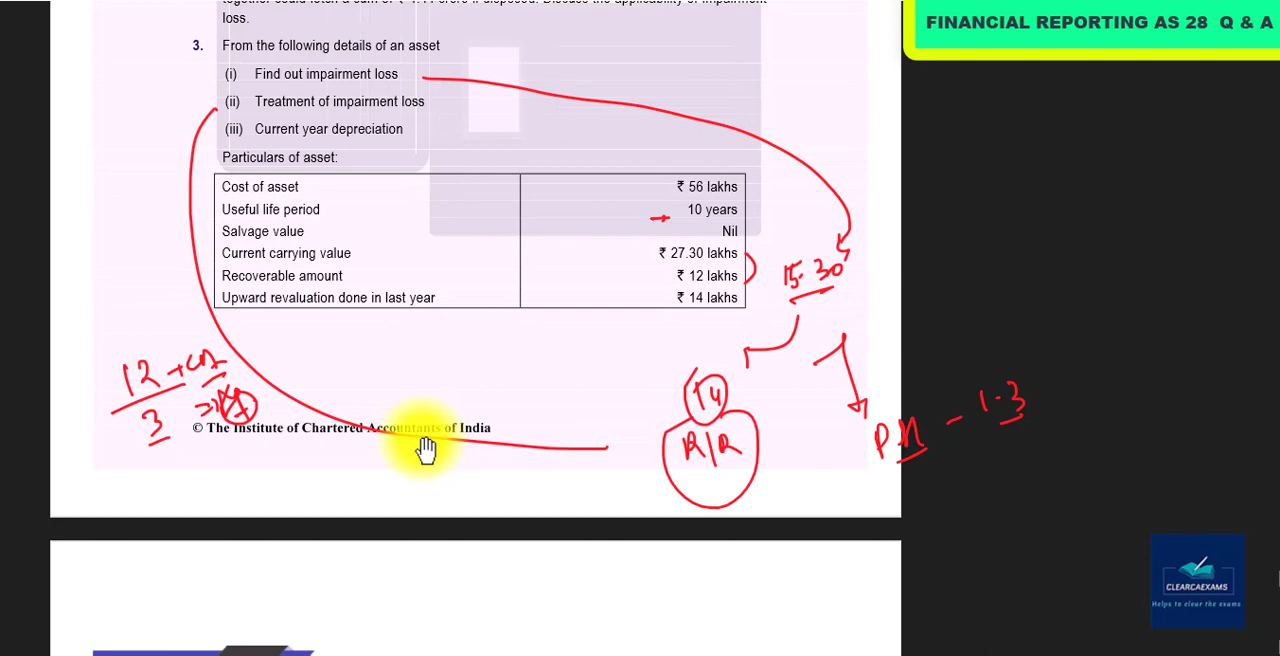 loss.
FINANCIAL REPORTING AS 28 Q & A
3. From the following details of an asset
(i) Find out impairment loss
(ii) Treatment of impairment loss
(iii) Current year depreciation
Particulars of asset:
Cost of asset ₹ 56 lakhs
Useful life period 10 years
Salvage value Nil
Current carrying value ₹ 27.30 lakhs
Recoverable amount ₹ 12 lakhs
Upward revaluation done in last year ₹ 14 lakhs
15.30
12
3
14
R/R
1.3
© The Institute of Chartered Accountants of India
CLEARCAEXAMS
Helps to clear the exams